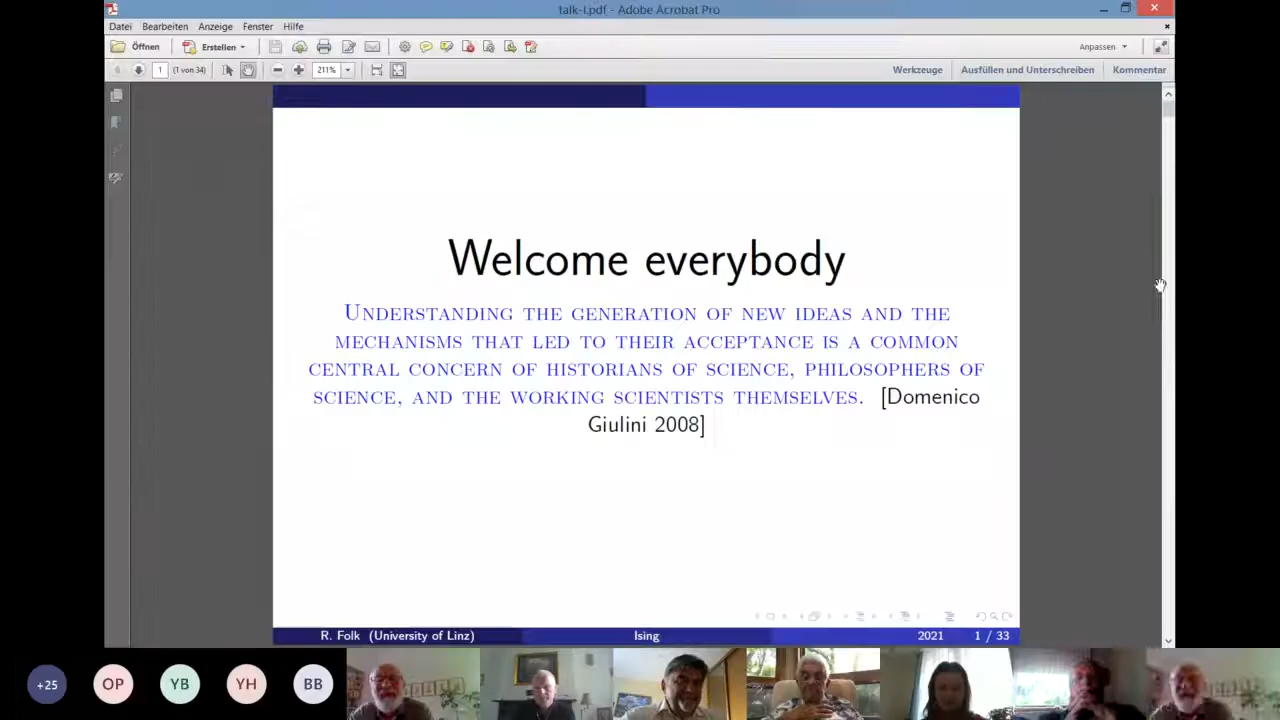 talk-I.pdf - Adobe Acrobat Pro
Datei Bearbeiten Anzeige Fenster Hilfe
Öffnen Erstellen Anpassen
1 (1 von 34) 211% Werkzeuge Ausfüllen und Unterschreiben Kommentar
Welcome everybody
Understanding the generation of new ideas and the
mechanisms that led to their acceptance is a common
central concern of historians of science, philosophers of
science, and the working scientists themselves. [Domenico
Giulini 2008]
R. Folk (University of Linz) Ising 2021 1 / 33
+25 OP YB YH BB